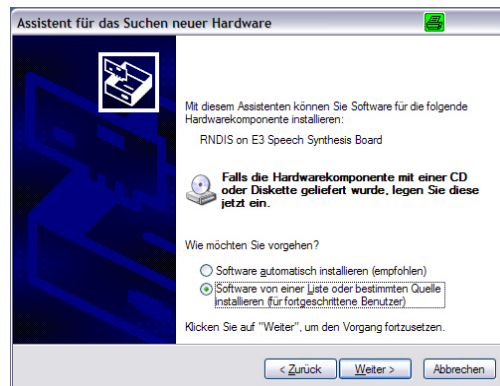 Assistent für das Suchen neuer Hardware
Mit diesem Assistenten können Sie Software für die folgende
Hardwarekomponente installieren:
RNDIS on E3 Speech Synthesis Board
Falls die Hardwarekomponente mit einer CD
oder Diskette geliefert wurde, legen Sie diese
jetzt ein.
Wie möchten Sie vorgehen?
Software automatisch installieren (empfohlen)
Software von einer Liste oder bestimmten Quelle
installieren (für fortgeschrittene Benutzer)
Klicken Sie auf "Weiter", um den Vorgang fortzusetzen.
< Zurück Weiter > Abbrechen